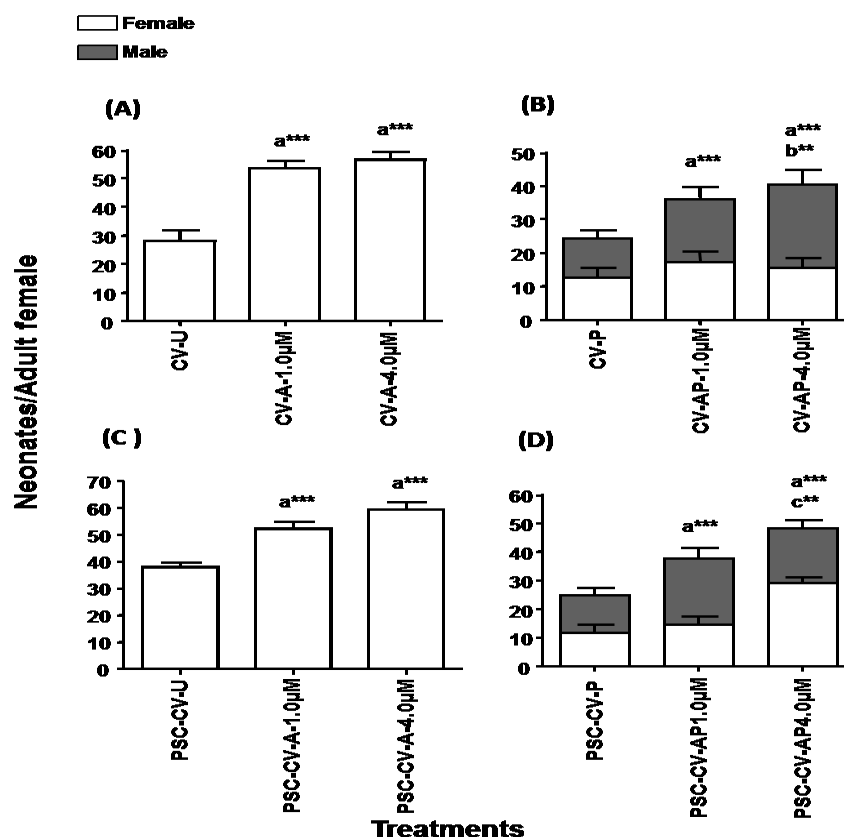 Female
Male
(A)
a***
a***
60
50
40
30
20
10
0
CV-U
CV-A-1.0µM
CV-A-4.0µM
(B)
a***
a***
b**
50
40
30
20
10
0
CV-P
CV-AP-1.0µM
CV-AP-4.0µM
Neonates/Adult female
(C )
a***
a***
70
60
50
40
30
20
10
0
PSC-CV-U
PSC-CV-A-1.0µM
PSC-CV-A-4.0µM
(D)
a***
a***
c**
60
50
40
30
20
10
0
PSC-CV-P
PSC-CV-AP1.0µM
PSC-CV-AP4.0µM
Treatments